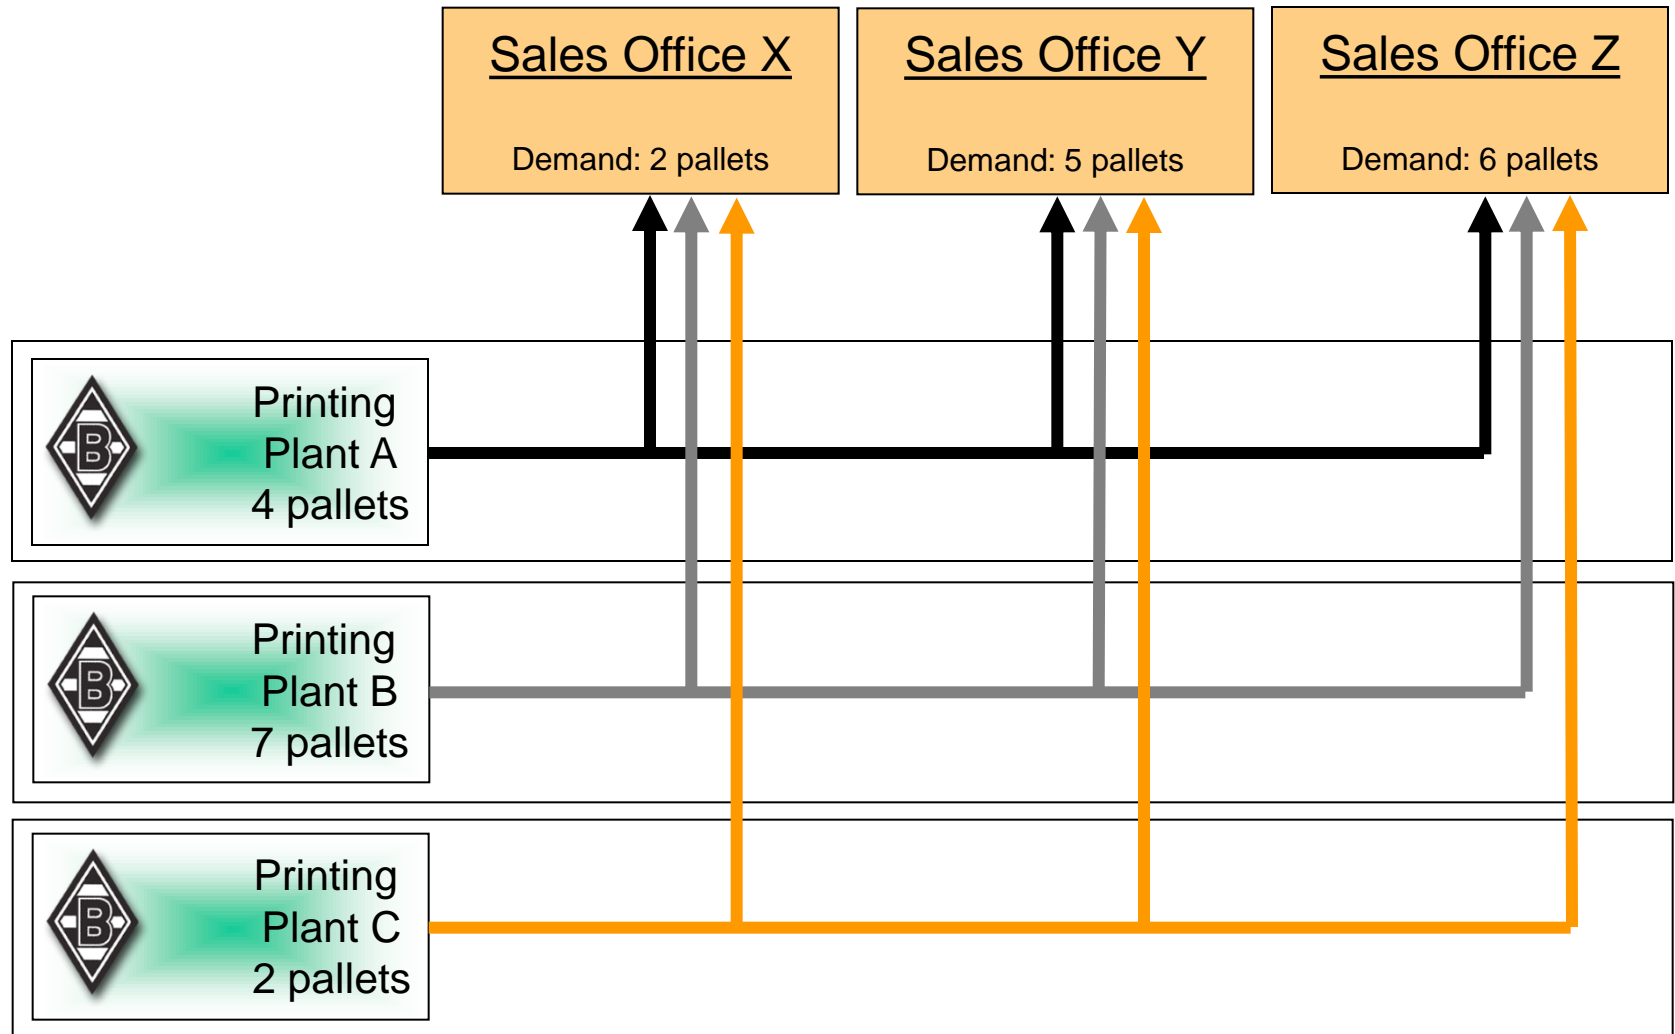 Sales Office X
Demand: 2 pallets
Sales Office Y
Demand: 5 pallets
Sales Office Z
Demand: 6 pallets
B
Printing
Plant A
4 pallets
B
Printing
Plant B
7 pallets
B
Printing
Plant C
2 pallets